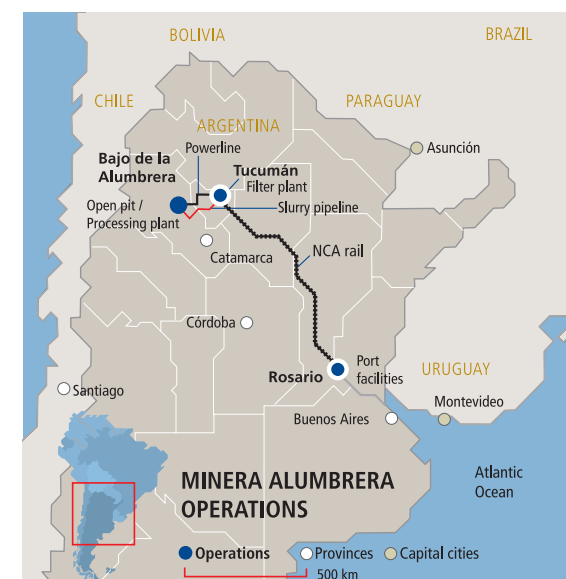 BOLIVIA
BRAZIL
CHILE
PARAGUAY
ARGENTINA
Powerline
Asunción
Bajo de la
Alumbrera
Tucumán
Filter plant
Open pit /
Processing plant
Slurry pipeline
Catamarca
NCA rail
Córdoba
Port
facilities
Rosario
URUGUAY
Santiago
Montevideo
Buenos Aires
MINERA ALUMBRERA
OPERATIONS
Atlantic
Ocean
Operations
Provinces
Capital cities
500 km